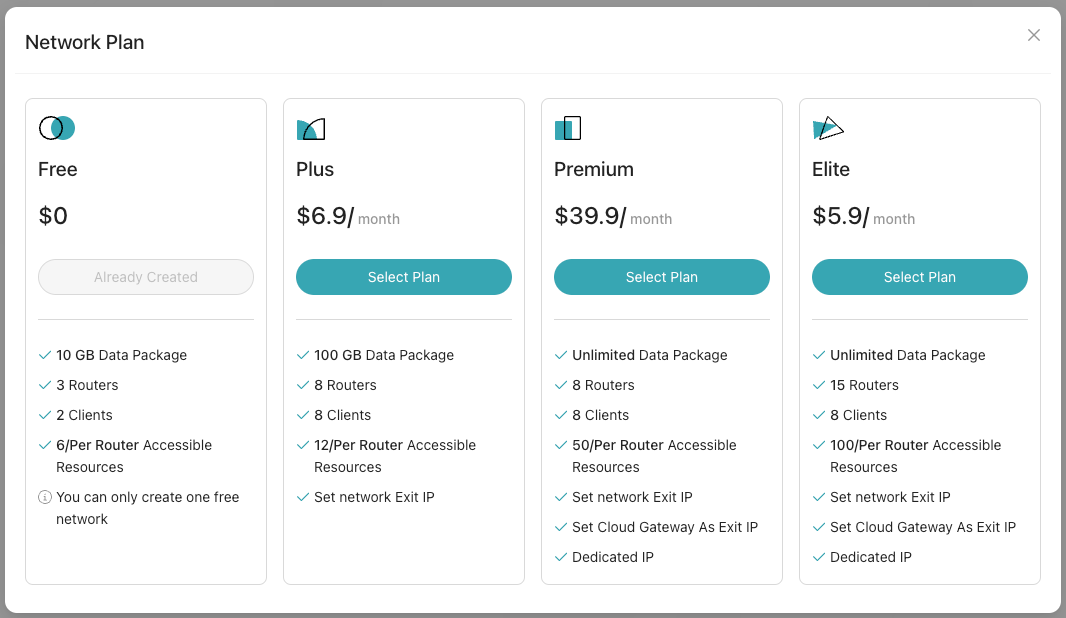 Network Plan
Free
$0
Already Created
10 GB Data Package
3 Routers
2 Clients
6/Per Router Accessible
Resources
You can only create one free
network
Plus
$6.9/ month
Select Plan
100 GB Data Package
8 Routers
8 Clients
12/Per Router Accessible
Resources
Set network Exit IP
Premium
$39.9/ month
Select Plan
Unlimited Data Package
8 Routers
8 Clients
50/Per Router Accessible
Resources
Set network Exit IP
Set Cloud Gateway As Exit IP
Dedicated IP
Elite
$5.9/ month
Select Plan
Unlimited Data Package
15 Routers
8 Clients
100/Per Router Accessible
Resources
Set network Exit IP
Set Cloud Gateway As Exit IP
Dedicated IP